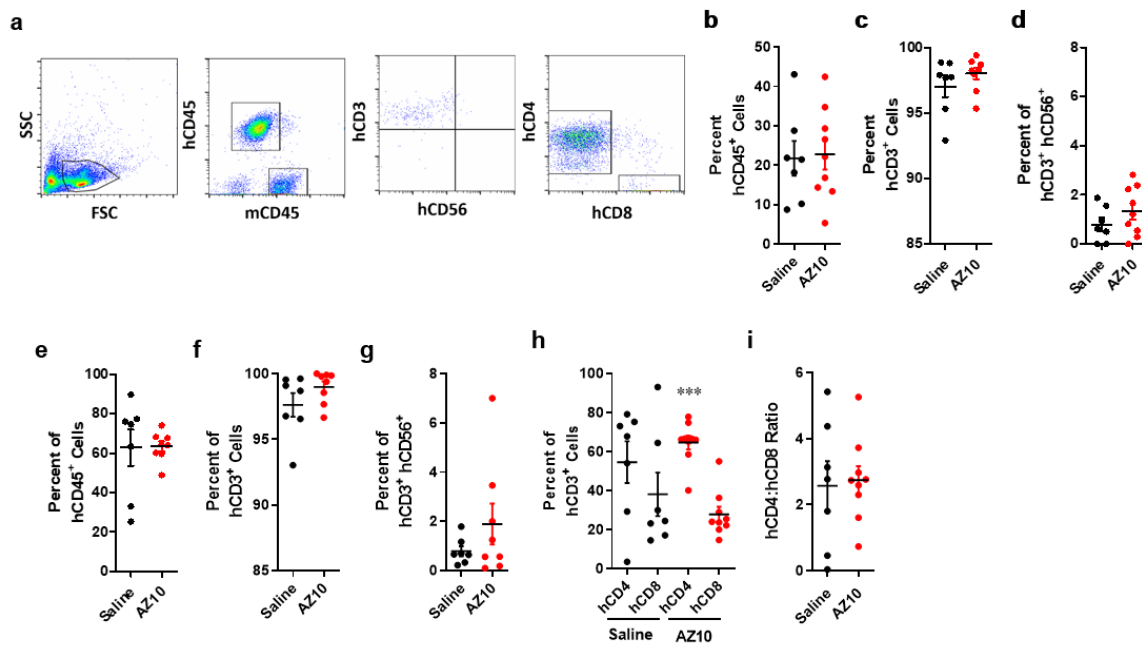 a
SSC
FSC
hCD45
mCD45
hCD3
hCD56
hCD4
hCD8
b
Percent
hCD45⁺ Cells
50
40
30
20
10
0
Saline
AZ10
c
Percent
hCD3⁺ Cells
100
95
90
85
Saline
AZ10
d
Percent of
hCD3⁺ hCD56⁺
8
6
4
2
0
Saline
AZ10
e
Percent of
hCD45⁺ Cells
100
80
60
40
20
0
Saline
AZ10
f
Percent of
hCD3⁺ Cells
100
95
90
85
Saline
AZ10
g
Percent of
hCD3⁺ hCD56⁺
8
6
4
2
0
Saline
AZ10
h
Percent of
hCD3⁺ Cells
100
80
60
40
20
0
***
hCD4
hCD8
hCD4
hCD8
Saline
AZ10
i
hCD4:hCD8 Ratio
6
4
2
0
Saline
AZ10